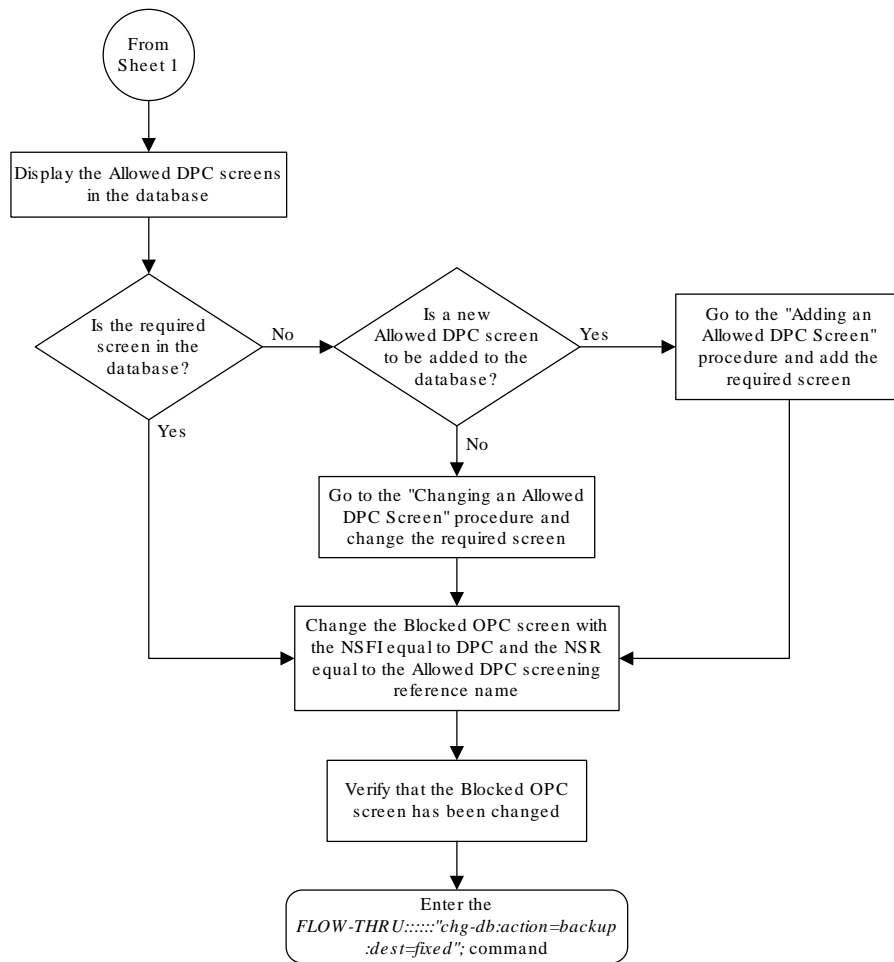 From
Sheet 1
Display the Allowed DPC screens
in the database
Is the required
screen in the
database?
No
Yes
Is a new
Allowed DPC screen
to be added to the
database?
Yes
No
Go to the "Adding an
Allowed DPC Screen"
procedure and add the
required screen
Go to the "Changing an Allowed
DPC Screen" procedure and
change the required screen
Change the Blocked OPC screen with
the NSFI equal to DPC and the NSR
equal to the Allowed DPC screening
reference name
Verify that the Blocked OPC
screen has been changed
Enter the
FLOW-THRU::::::"chg-db:action=backup
:dest=fixed"; command